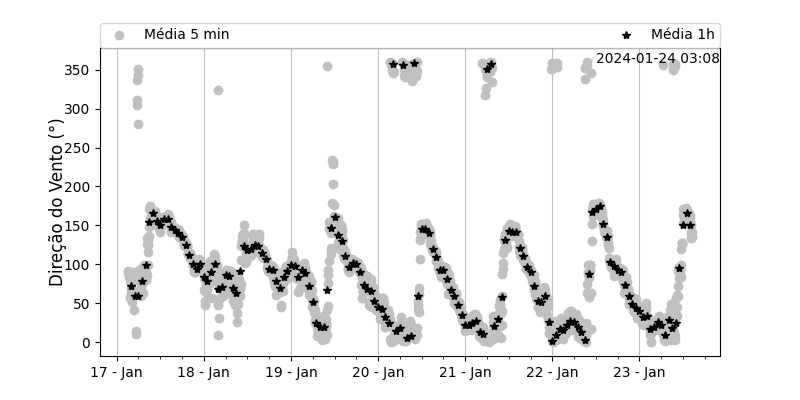 Média 5 min
Média 1h
2024-01-24 03:08
Direção do Vento (°)
350
300
250
200
150
100
50
0
17 - Jan
18 - Jan
19 - Jan
20 - Jan
21 - Jan
22 - Jan
23 - Jan